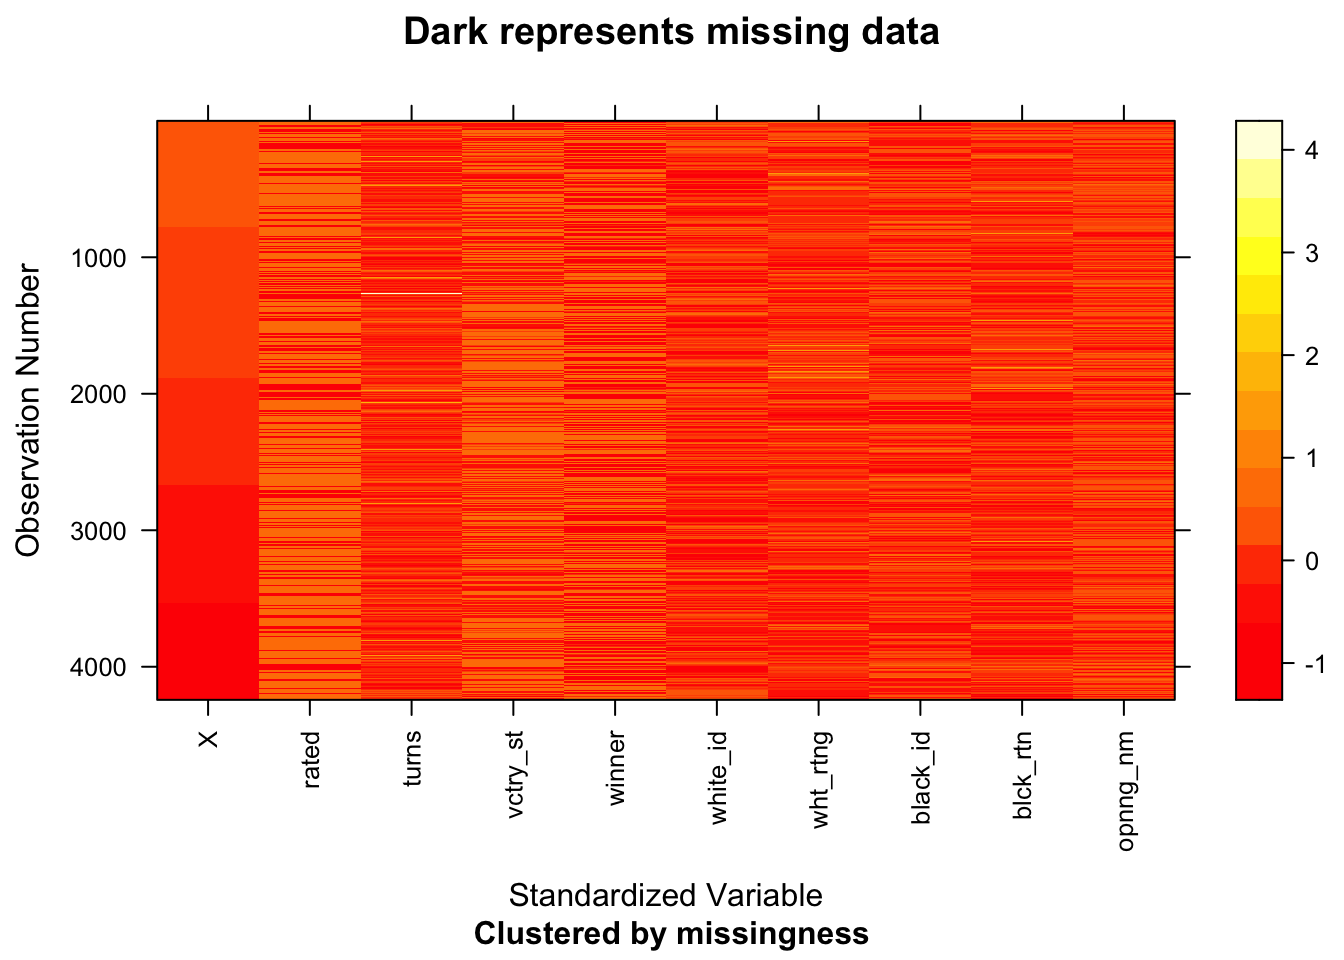 Dark represents missing data
Observation Number
1000
2000
3000
4000
4
3
2
1
0
-1
X
rated
turns
vctry_st
winner
white_id
wht_rtng
black_id
blck_rtn
opnng_nm
Standardized Variable
Clustered by missingness